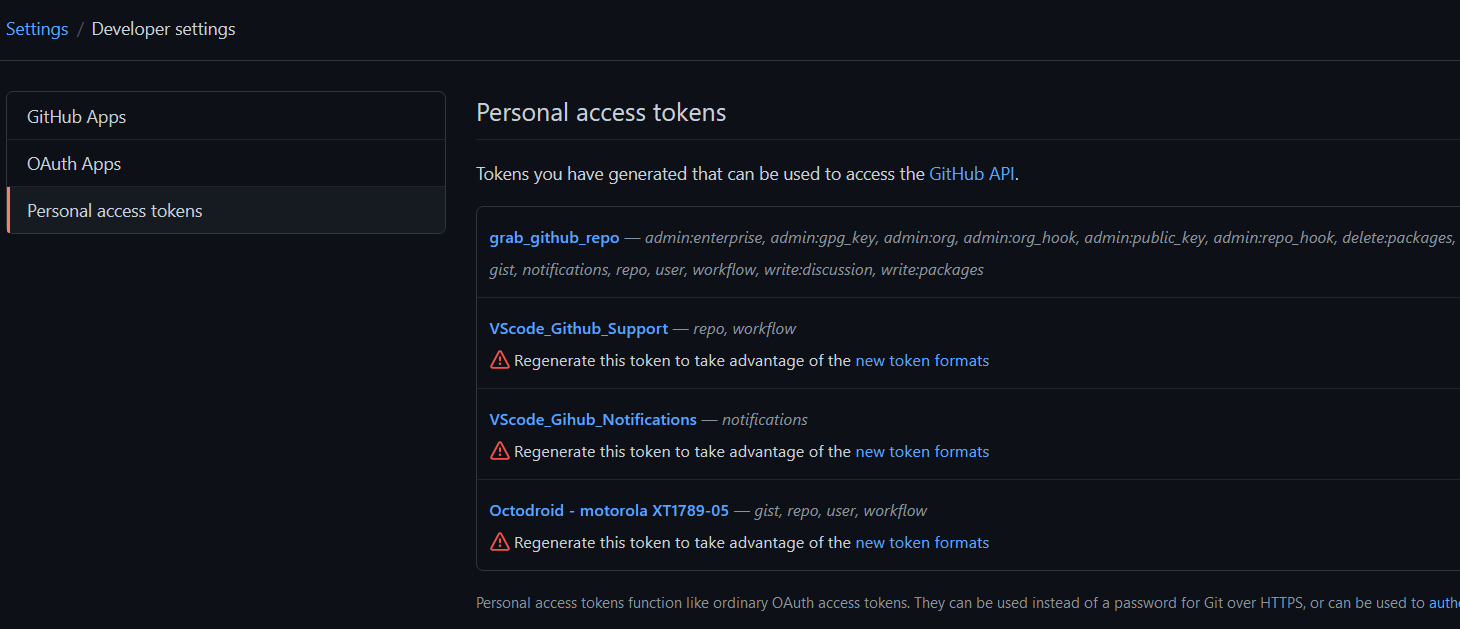 Settings / Developer settings
GitHub Apps
OAuth Apps
Personal access tokens
Personal access tokens
Tokens you have generated that can be used to access the GitHub API.
grab_github_repo — admin:enterprise, admin:gpg_key, admin:org, admin:org_hook, admin:public_key, admin:repo_hook, delete:packages,
gist, notifications, repo, user, workflow, write:discussion, write:packages
VScode_Github_Support — repo, workflow
Regenerate this token to take advantage of the new token formats
VScode_Gihub_Notifications — notifications
Regenerate this token to take advantage of the new token formats
Octodroid - motorola XT1789-05 — gist, repo, user, workflow
Regenerate this token to take advantage of the new token formats
Personal access tokens function like ordinary OAuth access tokens. They can be used instead of a password for Git over HTTPS, or can be used to